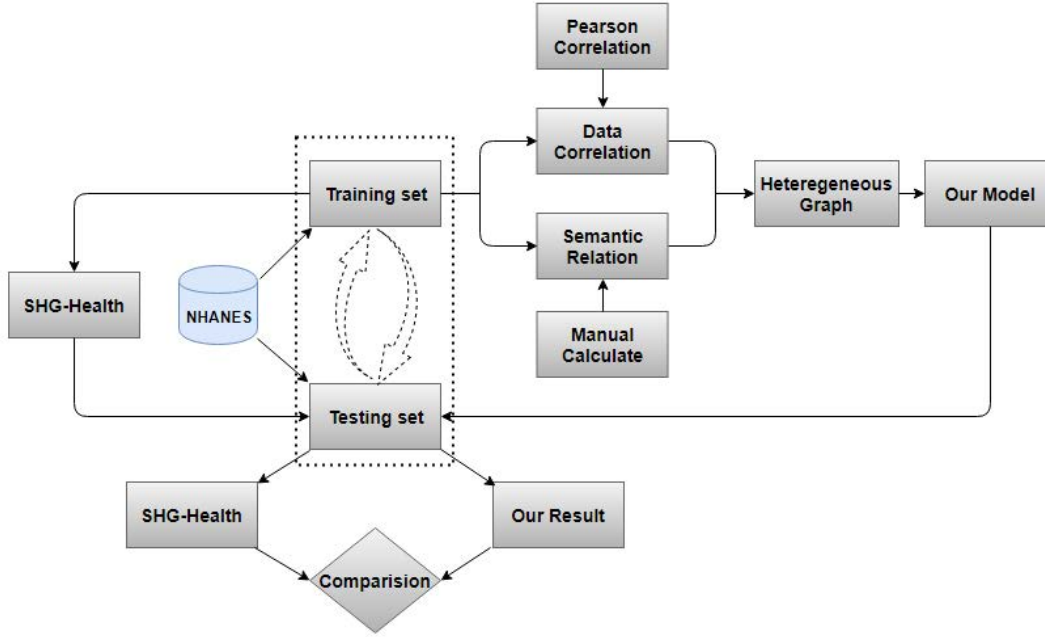 Pearson
Correlation
Data
Correlation
Training set
Heteregeneous
Graph
Our Model
Semantic
Relation
SHG-Health
NHANES
Manual
Calculate
Testing set
SHG-Health
Our Result
Comparision